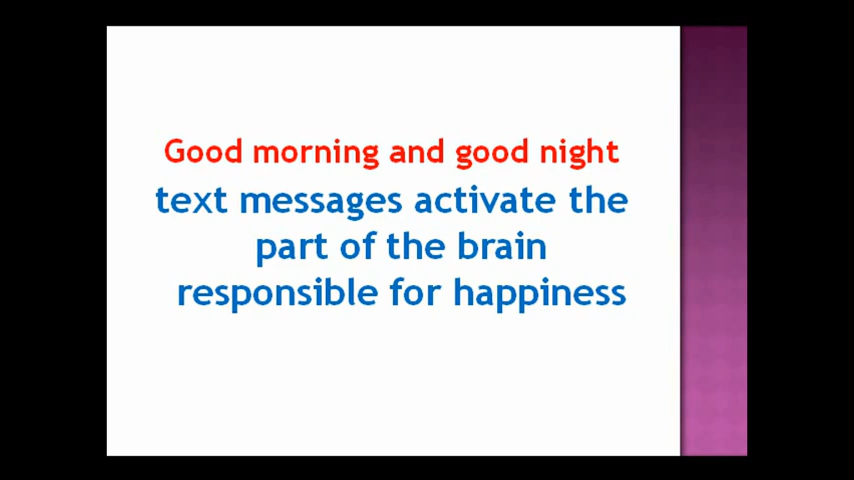 Good morning and good night
text messages activate the
part of the brain
responsible for happiness